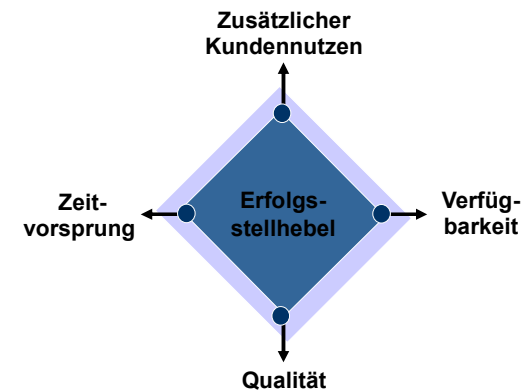 Zusätzlicher
Kundennutzen
Zeit-
vorsprung
Erfolgs-
stellhebel
Verfüg-
barkeit
Qualität